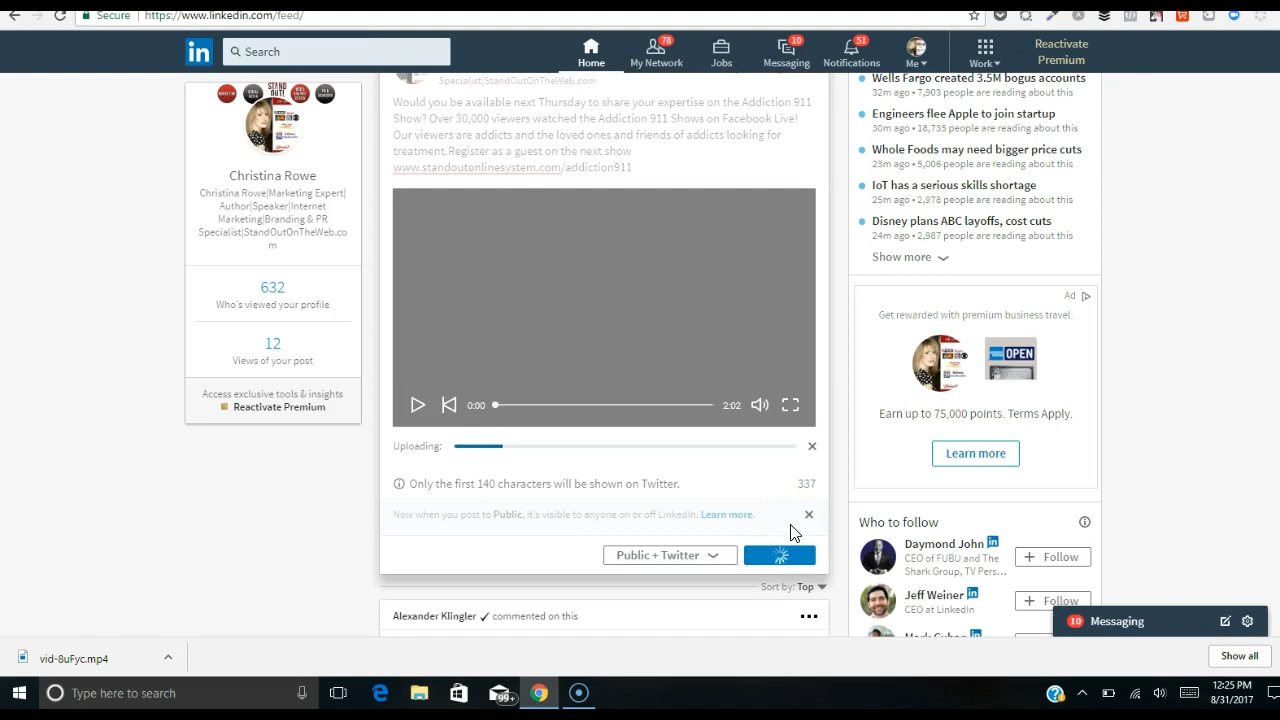 Secure https://www.linkedin.com/feed/
in Search
Home
78
My Network
Jobs
10
Messaging
51
Notifications
Me
Work
Reactivate
Premium
STAND
OUT!
Christina Rowe
Christina Rowe|Marketing Expert|
Author|Speaker|Internet
Marketing|Branding & PR
Specialist|StandOutOnTheWeb.co
m
632
Who's viewed your profile
12
Views of your post
Access exclusive tools & insights
Reactivate Premium
Specialist|StandOutOnTheWeb.com
Would you be available next Thursday to share your expertise on the Addiction 911
Show? Over 30,000 viewers watched the Addiction 911 Shows on Facebook Live!
Our viewers are addicts and the loved ones and friends of addicts looking for
treatment.Register as a guest on the next show
www.standoutonlinesystem.com/addiction911
0:00
2:02
Uploading:
Only the first 140 characters will be shown on Twitter.
337
Now when you post to Public, it's visible to anyone on or off LinkedIn. Learn more.
Public + Twitter
Sort by: Top
Alexander Klingler commented on this
Wells Fargo created 3.5M bogus accounts
32m ago • 7,903 people are reading about this
Engineers flee Apple to join startup
30m ago • 18,735 people are reading about this
Whole Foods may need bigger price cuts
23m ago • 5,006 people are reading about this
IoT has a serious skills shortage
25m ago • 2,978 people are reading about this
Disney plans ABC layoffs, cost cuts
24m ago • 2,987 people are reading about this
Show more
Ad
Get rewarded with premium business travel.
OPEN
Earn up to 75,000 points. Terms Apply.
Learn more
Who to follow
Daymond John in
CEO of FUBU and The
Shark Group, TV Pers...
+ Follow
Jeff Weiner in
CEO at LinkedIn
+ Follow
10 Messaging
vid-8uFyc.mp4
Show all
Type here to search
99+
12:25 PM
8/31/2017